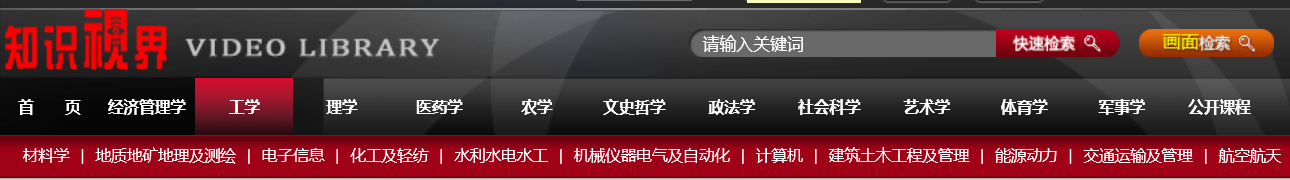 知识视界 VIDEO LIBRARY 请输入关键词 快速检索 画面检索
首 页 经济管理学 工学 理学 医药学 农学 文史哲学 政法学 社会科学 艺术学 体育学 军事学 公开课程
材料学 | 地质地矿地理及测绘 | 电子信息 | 化工及轻纺 | 水利水电水工 | 机械仪器电气及自动化 | 计算机 | 建筑土木工程及管理 | 能源动力 | 交通运输及管理 | 航空航天